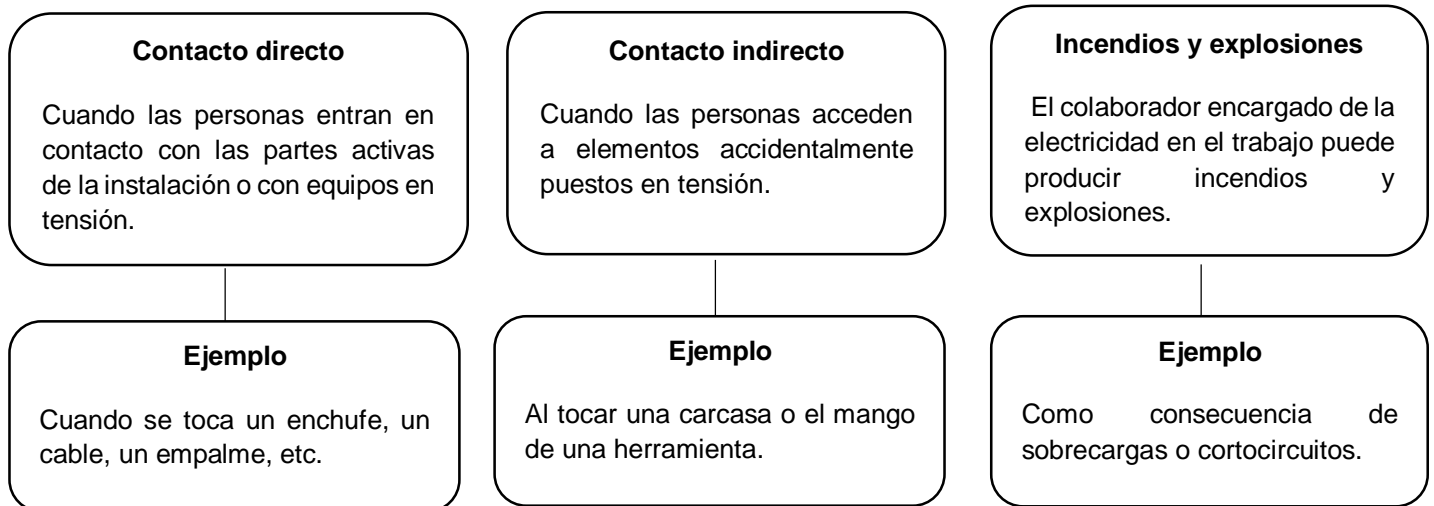 Contacto directo
Cuando las personas entran en
contacto con las partes activas
de la instalación o con equipos en
tensión.
Ejemplo
Cuando se toca un enchufe, un
cable, un empalme, etc.
Contacto indirecto
Cuando las personas acceden
a elementos accidentalmente
puestos en tensión.
Ejemplo
Al tocar una carcasa o el mango
de una herramienta.
Incendios y explosiones
El colaborador encargado de la
electricidad en el trabajo puede
producir incendios y
explosiones.
Ejemplo
Como consecuencia de
sobrecargas o cortocircuitos.